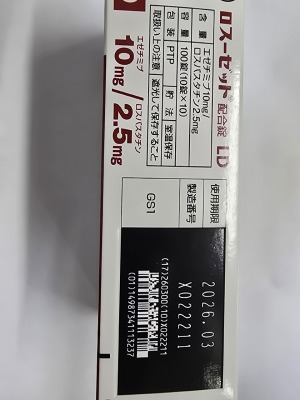 ロスーゼット® 配合錠 LD
含 量 エゼチミブ10mg/
ロスバスタチン2.5mg
容 量 100錠(10錠×10)
包 装 PTP 貯 法 室温保存
取扱い上の注意 遮光して保存すること
エゼチミブ ロスバスタチン
10mg/2.5mg
使用期限
製造番号
GS1
2026.03
X022211
(17)260300(10)X022211
(01)14987341113237